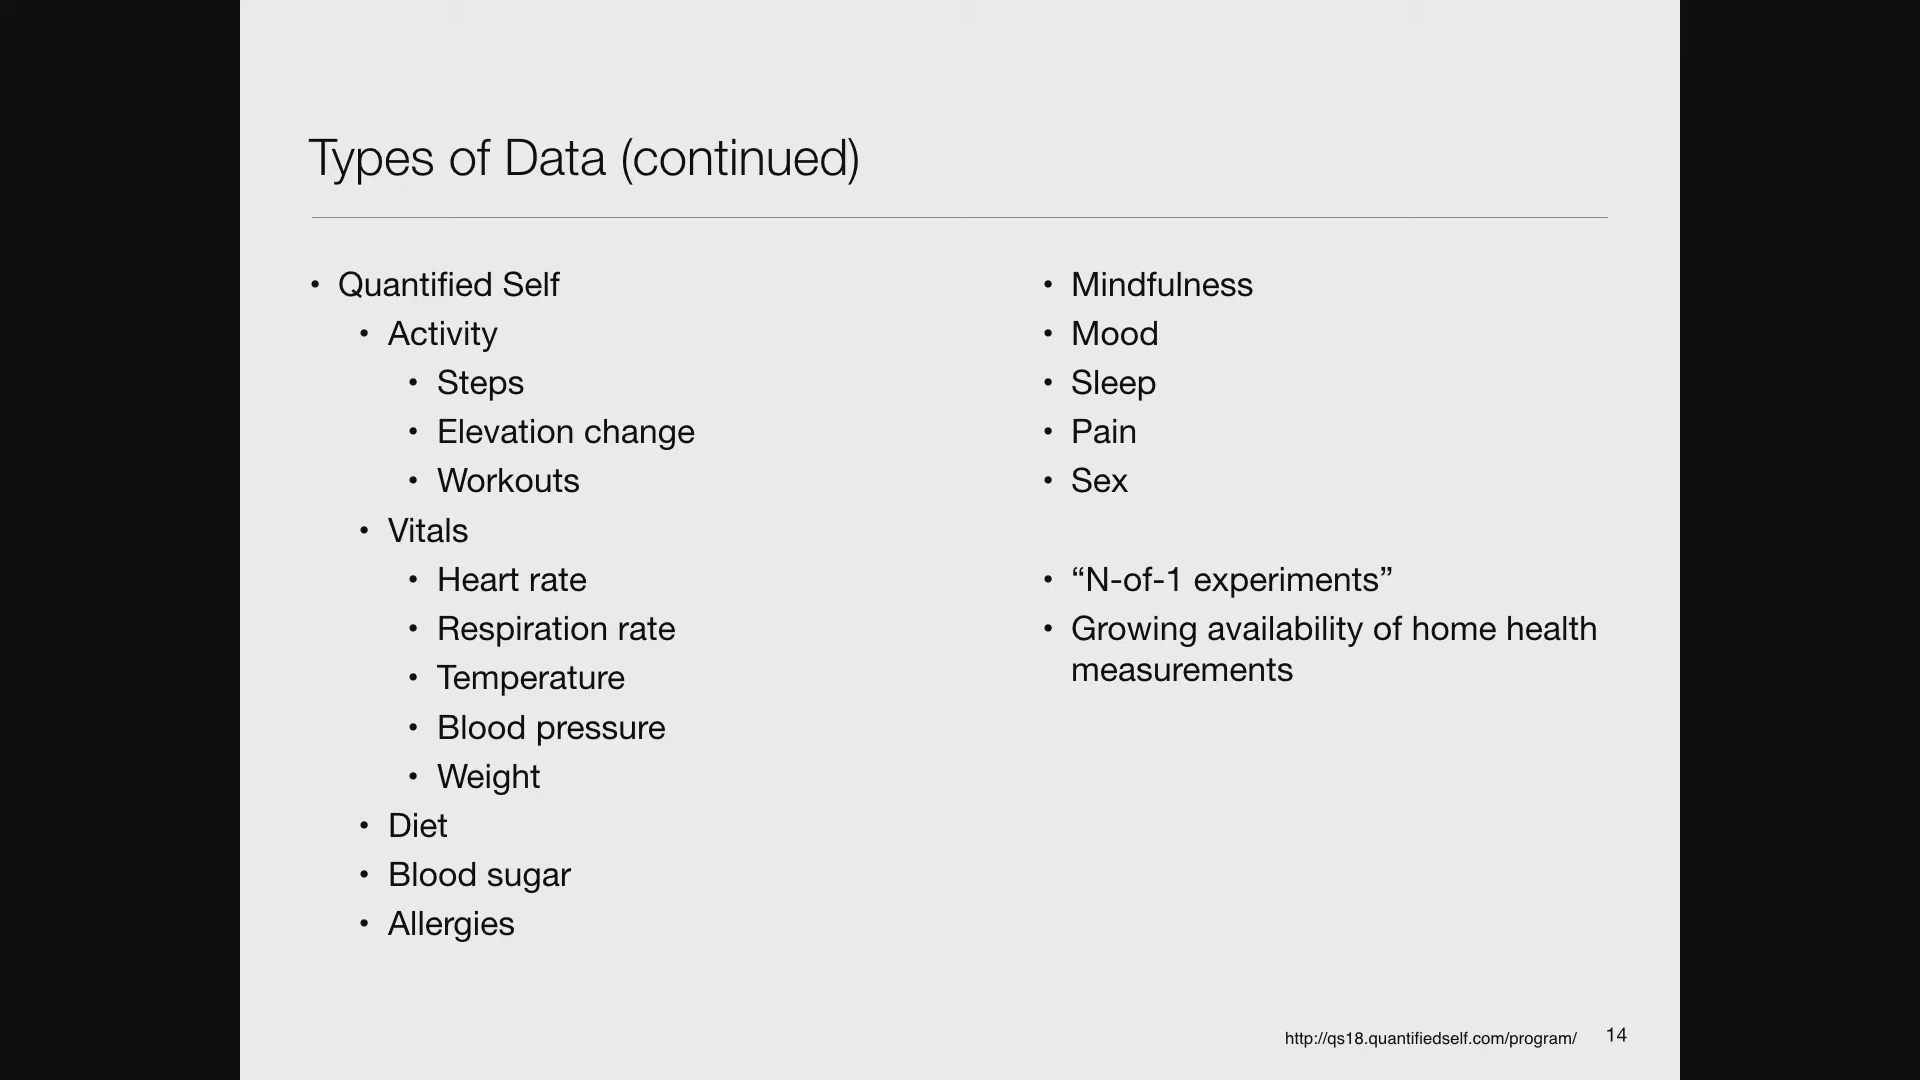 Types of Data (continued)
• Quantified Self
• Activity
• Steps
• Elevation change
• Workouts
• Vitals
• Heart rate
• Respiration rate
• Temperature
• Blood pressure
• Weight
• Diet
• Blood sugar
• Allergies
• Mindfulness
• Mood
• Sleep
• Pain
• Sex
• “N-of-1 experiments”
• Growing availability of home health
measurements
http://qs18.quantifiedself.com/program/ 14